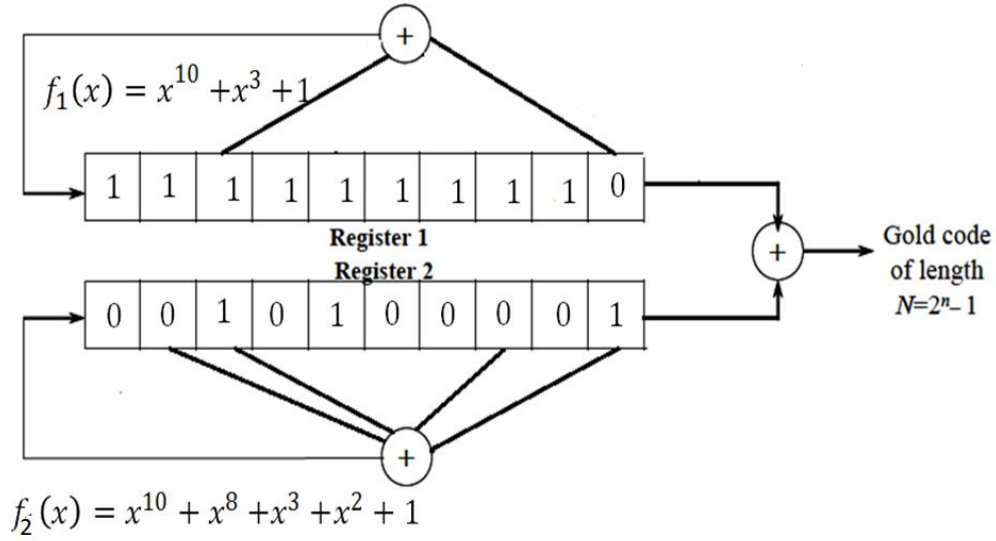 +
f₁(x) = x¹⁰ +x³ +1
1 1 1 1 1 1 1 1 1 0
Register 1
Register 2
+
Gold code
of length
N=2ⁿ– 1
0 0 1 0 1 0 0 0 0 1
+
f₂(x) = x¹⁰ + x⁸ +x³ +x² + 1